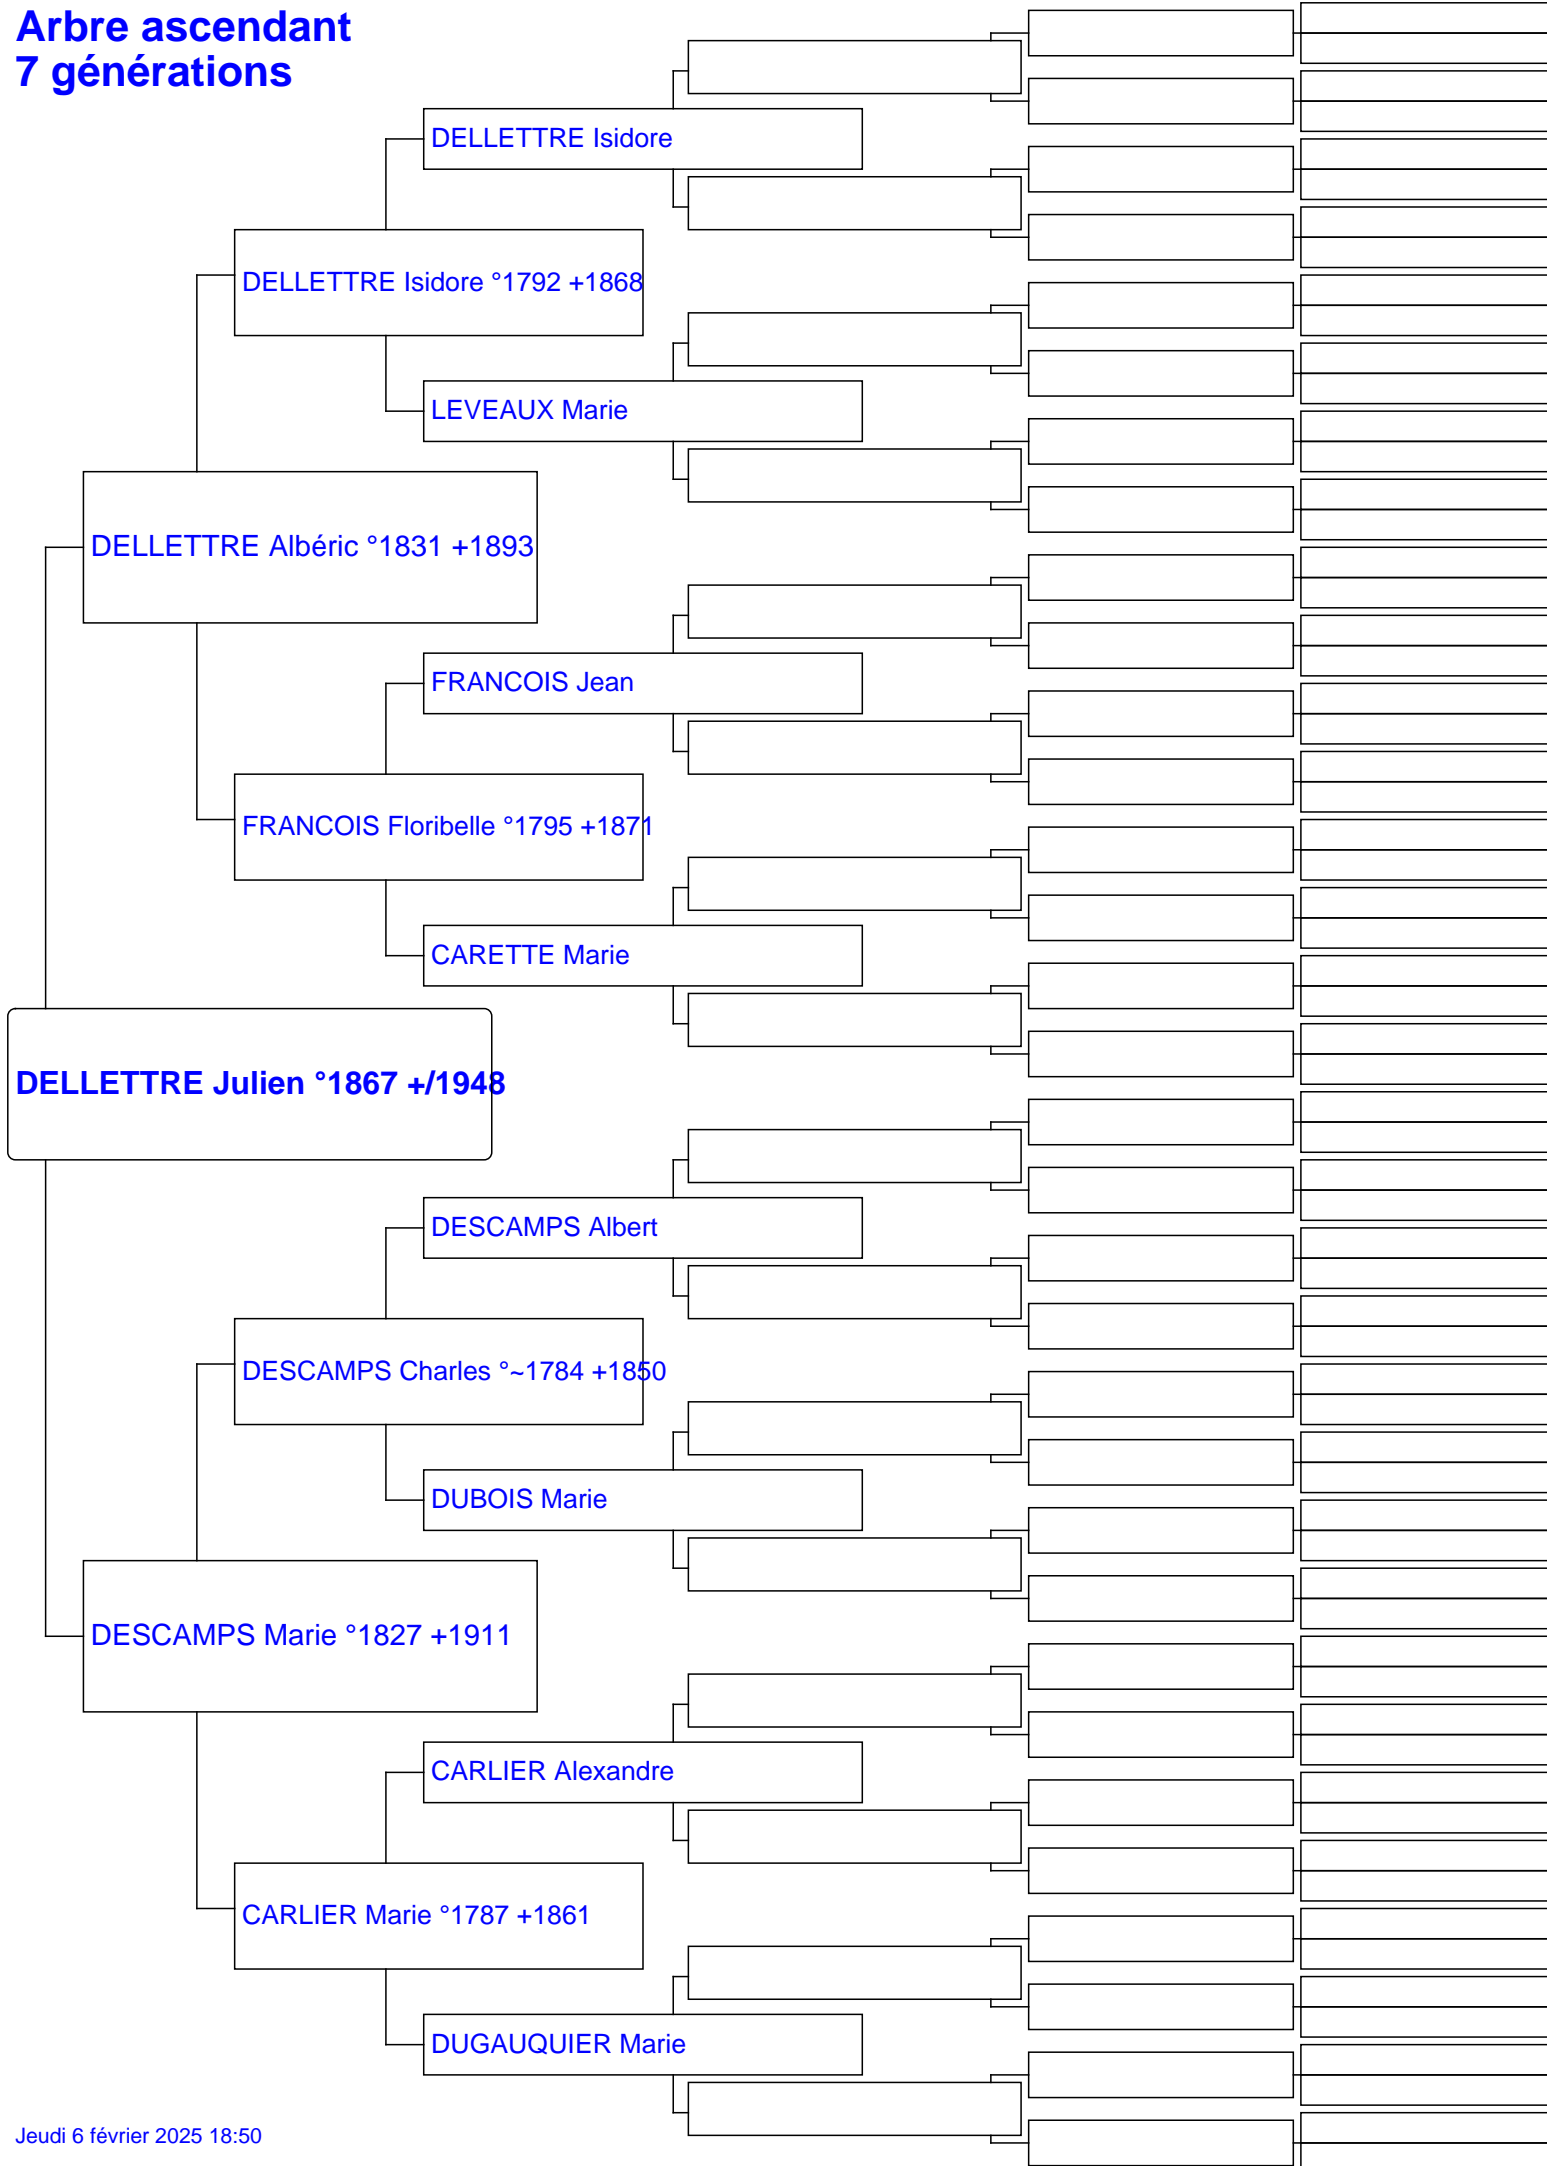 Arbre ascendant
7 générations
DELLETTRE Isidore
DELLETTRE Isidore °1792 +1868
LEVEAUX Marie
DELLETTRE Albéric °1831 +1893
FRANCOIS Jean
FRANCOIS Floribelle °1795 +1871
CARETTE Marie
DELLETTRE Julien °1867 +/1948
DESCAMPS Albert
DESCAMPS Charles °~1784 +1850
DUBOIS Marie
DESCAMPS Marie °1827 +1911
CARLIER Alexandre
CARLIER Marie °1787 +1861
DUGAUQUIER Marie
Jeudi 6 février 2025 18:50